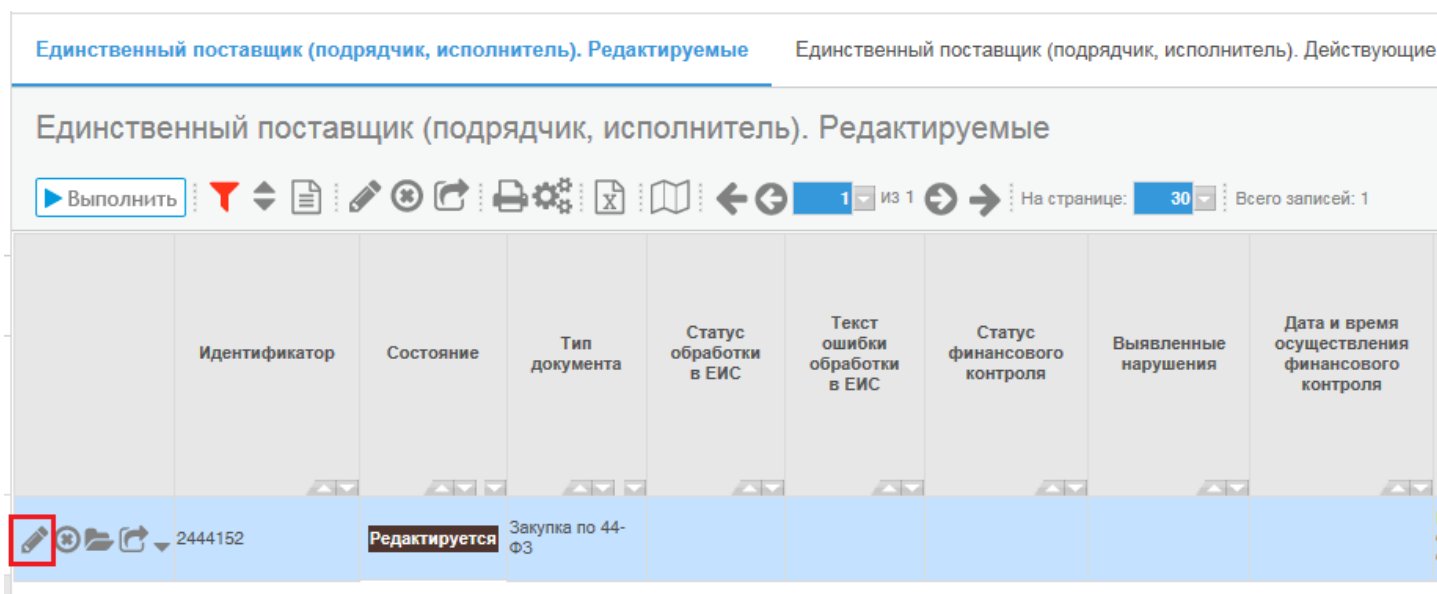 Единственный поставщик (подрядчик, исполнитель). Редактируемые Единственный поставщик (подрядчик, исполнитель). Действующие
Единственный поставщик (подрядчик, исполнитель). Редактируемые
Выполнить 1 из 1 На странице: 30 Всего записей: 1
Идентификатор
Состояние
Тип
документа
Статус
обработки
в ЕИС
Текст
ошибки
обработки
в ЕИС
Статус
финансового
контроля
Выявленные
нарушения
Дата и время
осуществления
финансового
контроля
2444152
Редактируется
Закупка по 44-
ФЗ